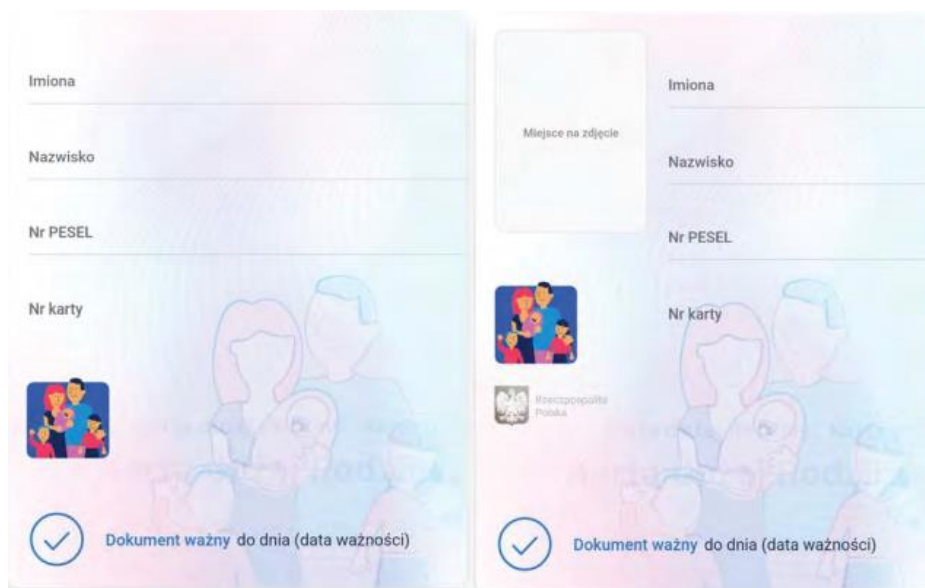 Imiona
Nazwisko
Nr PESEL
Nr karty
Dokument ważny do dnia (data ważności)
Miejsce na zdjęcie
Imiona
Nazwisko
Nr PESEL
Nr karty
Rzeczpospolita
Polska
Dokument ważny do dnia (data ważności)